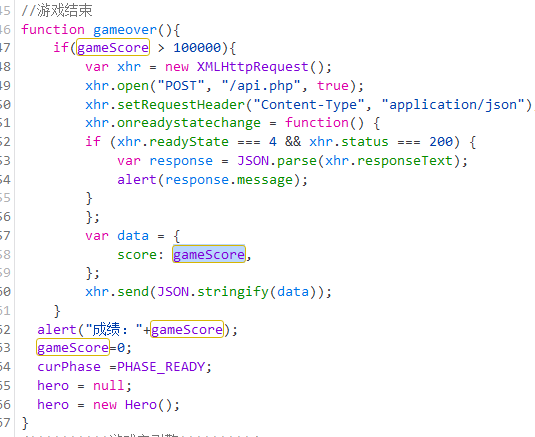 45 //游戏结束
46 function gameover(){
47 if(gameScore > 100000){
48 var xhr = new XMLHttpRequest();
49 xhr.open("POST", "/api.php", true);
50 xhr.setRequestHeader("Content-Type", "application/json")
51 xhr.onreadystatechange = function() {
52 if (xhr.readyState === 4 && xhr.status === 200) {
53 var response = JSON.parse(xhr.responseText);
54 alert(response.message);
55 }
56 };
57 var data = {
58 score: gameScore,
59 };
60 xhr.send(JSON.stringify(data));
61 }
62 alert("成绩: "+gameScore);
63 gameScore=0;
64 curPhase =PHASE_READY;
65 hero = null;
66 hero = new Hero();
67 }